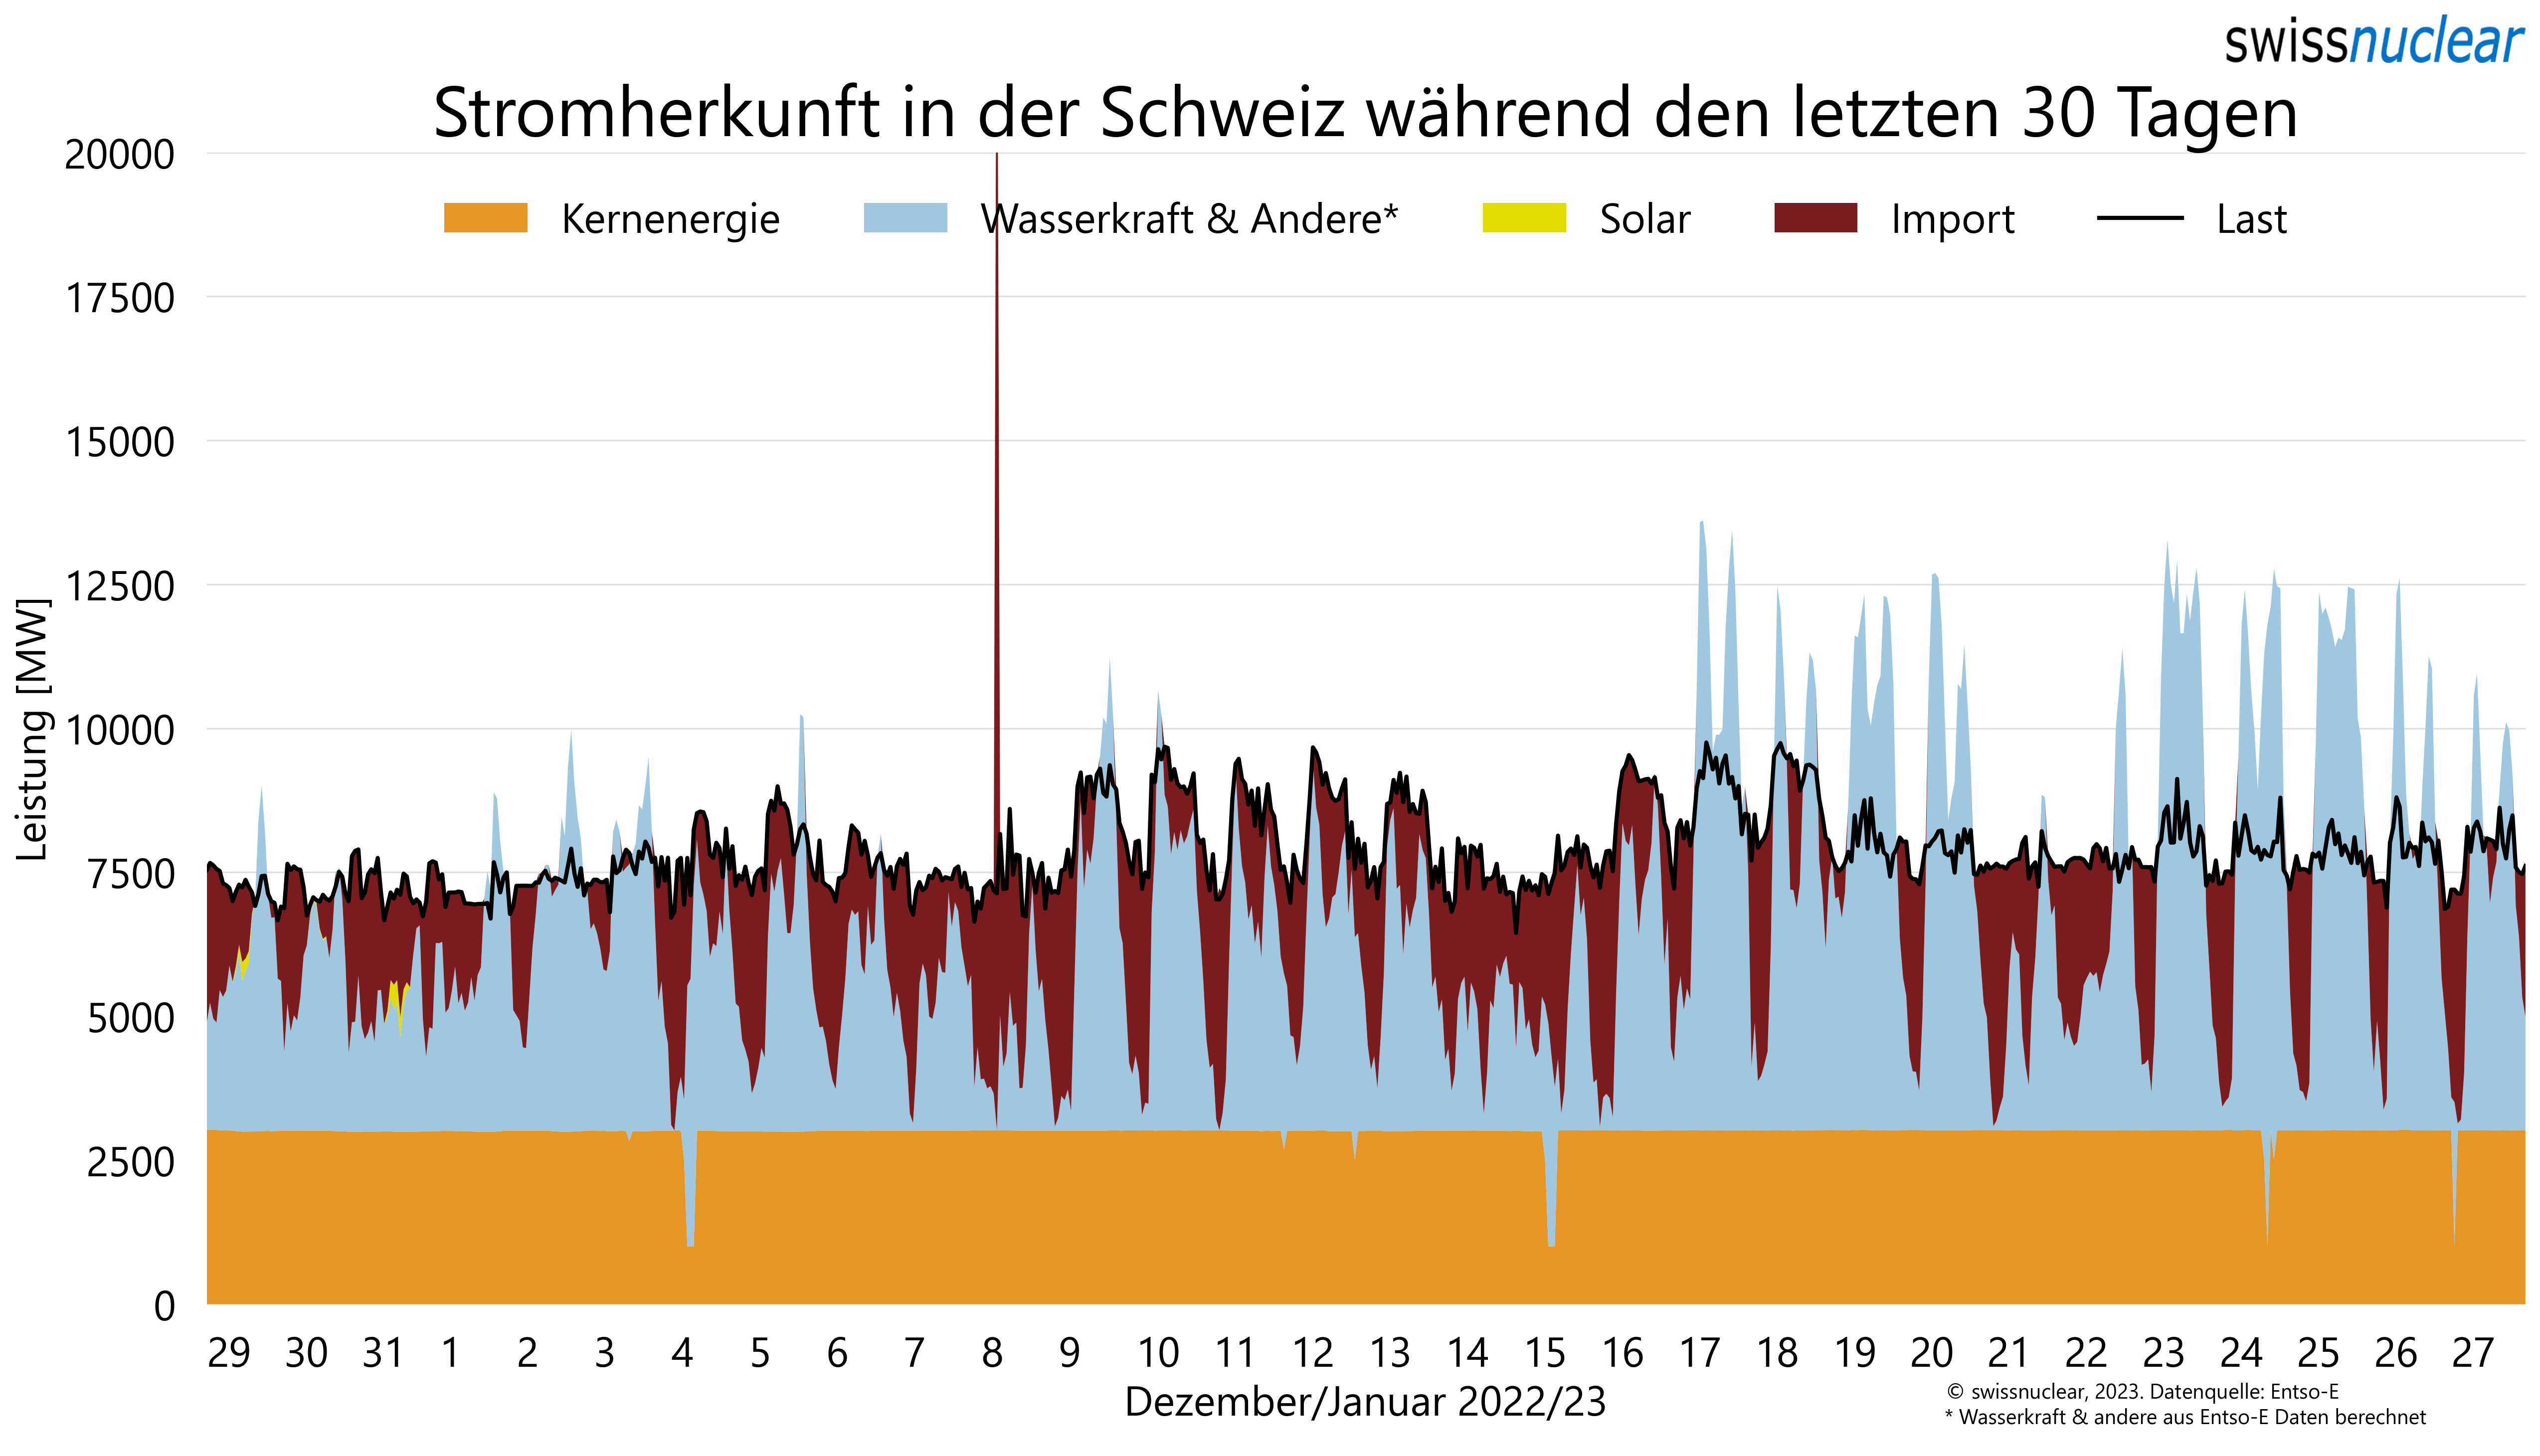 swissnuclear
Stromherkunft in der Schweiz während den letzten 30 Tagen
Kernenergie Wasserkraft & Andere* Solar Import Last
20000
17500
15000
12500
10000
7500
5000
2500
0
Leistung [MW]
29 30 31 1 2 3 4 5 6 7 8 9 10 11 12 13 14 15 16 17 18 19 20 21 22 23 24 25 26 27
Dezember/Januar 2022/23
© swissnuclear, 2023. Datenquelle: Entso-E
* Wasserkraft & andere aus Entso-E Daten berechnet